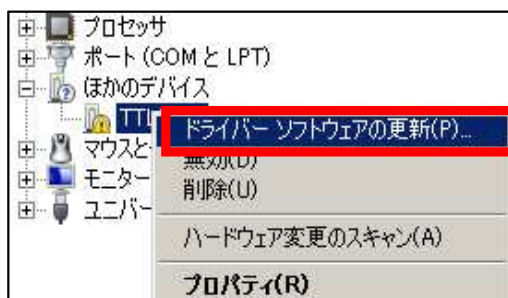 プロセッサ
ポート (COM と LPT)
ほかのデバイス
ドライバー ソフトウェアの更新(P)...
マウスと
無効(D)
モニター
削除(U)
ユニバー
ハードウェア変更のスキャン(A)
プロパティ(R)